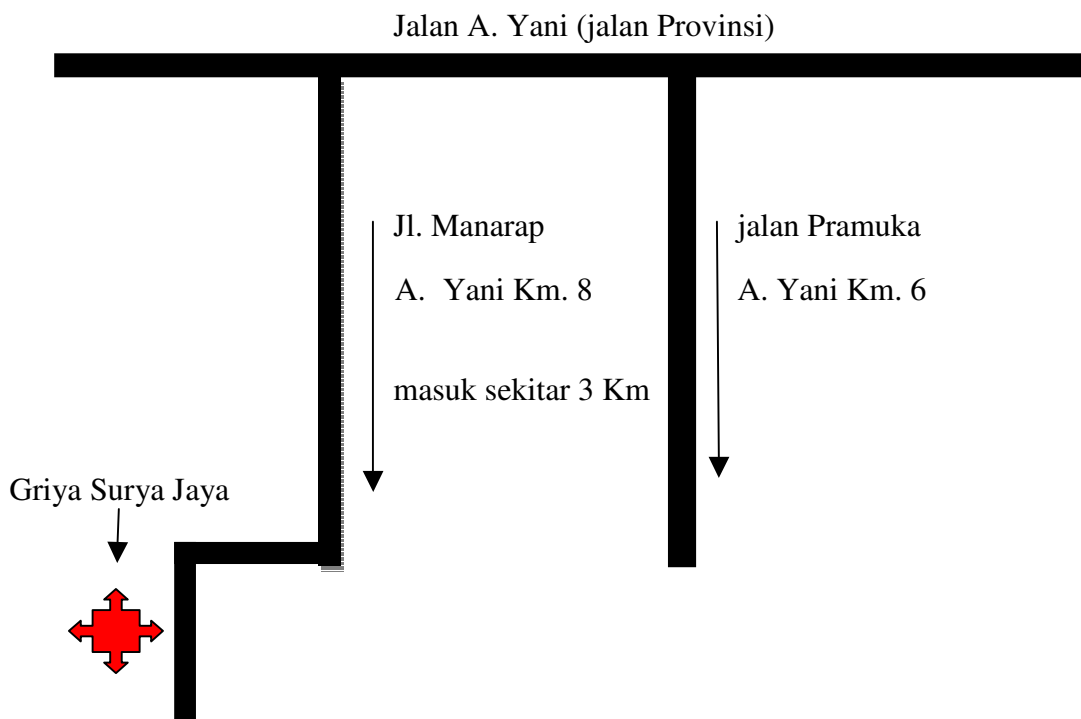 Jalan A. Yani (jalan Provinsi)
Jl. Manarap
A. Yani Km. 8
masuk sekitar 3 Km
jalan Pramuka
A. Yani Km. 6
Griya Surya Jaya